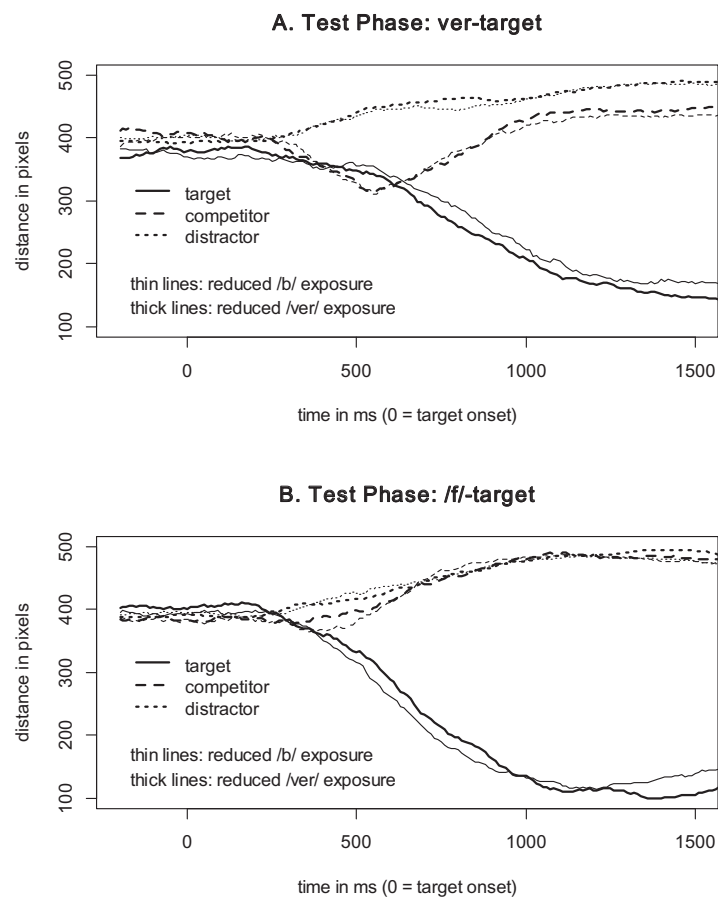 A. Test Phase: ver-target
distance in pixels
500
400
300
200
100
target
competitor
distractor
thin lines: reduced /b/ exposure
thick lines: reduced /ver/ exposure
0 500 1000 1500
time in ms (0 = target onset)
B. Test Phase: /f/-target
distance in pixels
500
400
300
200
100
target
competitor
distractor
thin lines: reduced /b/ exposure
thick lines: reduced /ver/ exposure
0 500 1000 1500
time in ms (0 = target onset)